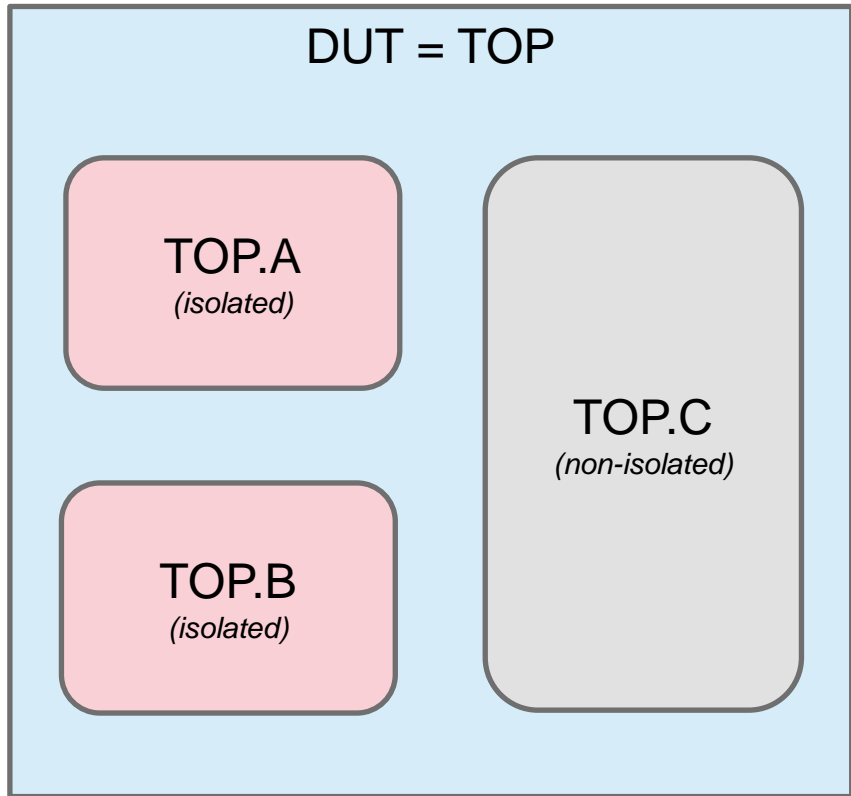 DUT = TOP
TOP.A
(isolated)
TOP.B
(isolated)
TOP.C
(non-isolated)